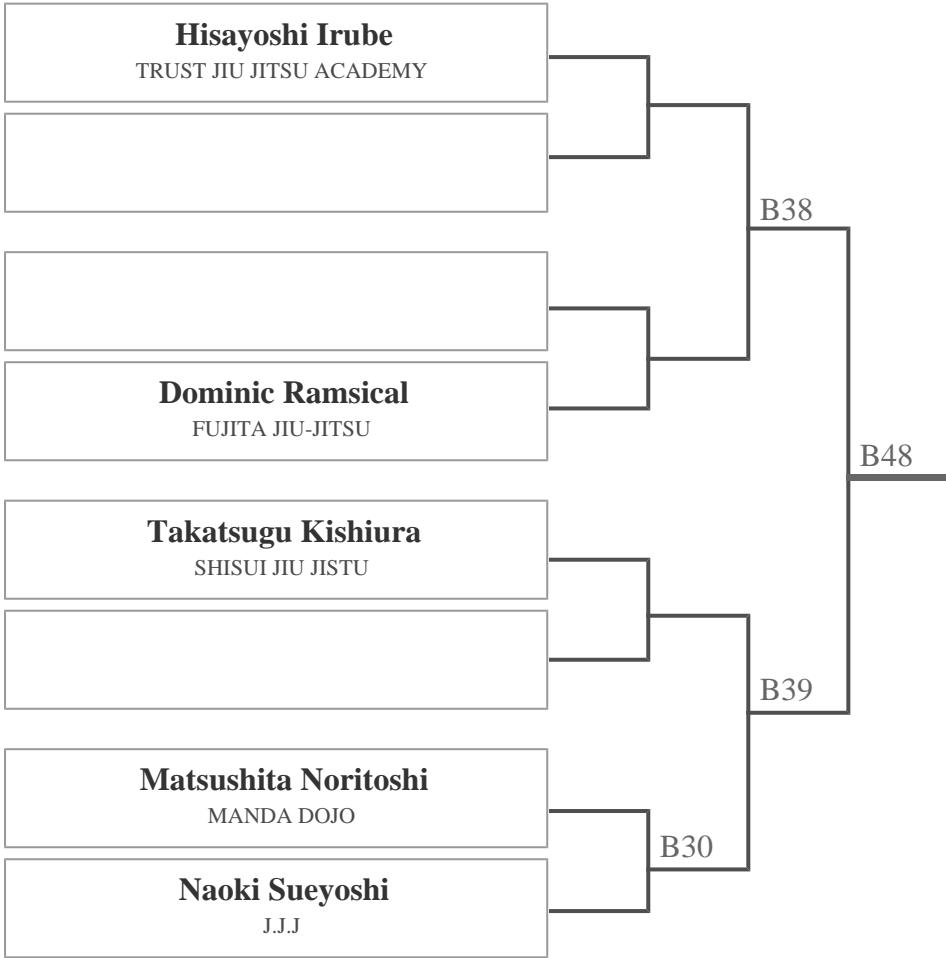 Hisayoshi Irube
TRUST JIU JITSU ACADEMY
B38
Dominic Ramsical
FUJITA JIU-JITSU
B48
Takatsugu Kishiura
SHISUI JIU JISTU
B39
Matsushita Noritoshi
MANDA DOJO
B30
Naoki Sueyoshi
J.J.J